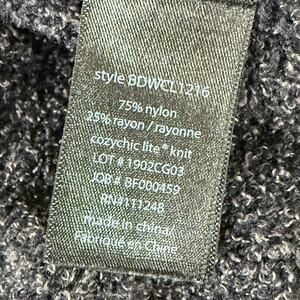 style BDWCL1216
75% nylon
25% rayon / rayonne
cozychic lite® knit
LOT # 1902CG03
JOB # BF000459
RN#111248
made in china
Fabriqué en Chine